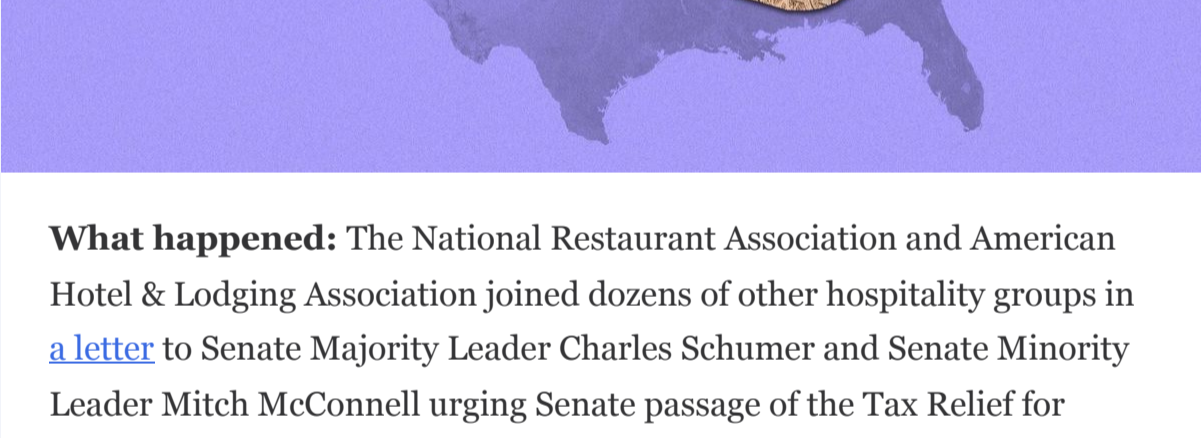 What happened: The National Restaurant Association and American
Hotel & Lodging Association joined dozens of other hospitality groups in
a letter to Senate Majority Leader Charles Schumer and Senate Minority
Leader Mitch McConnell urging Senate passage of the Tax Relief for